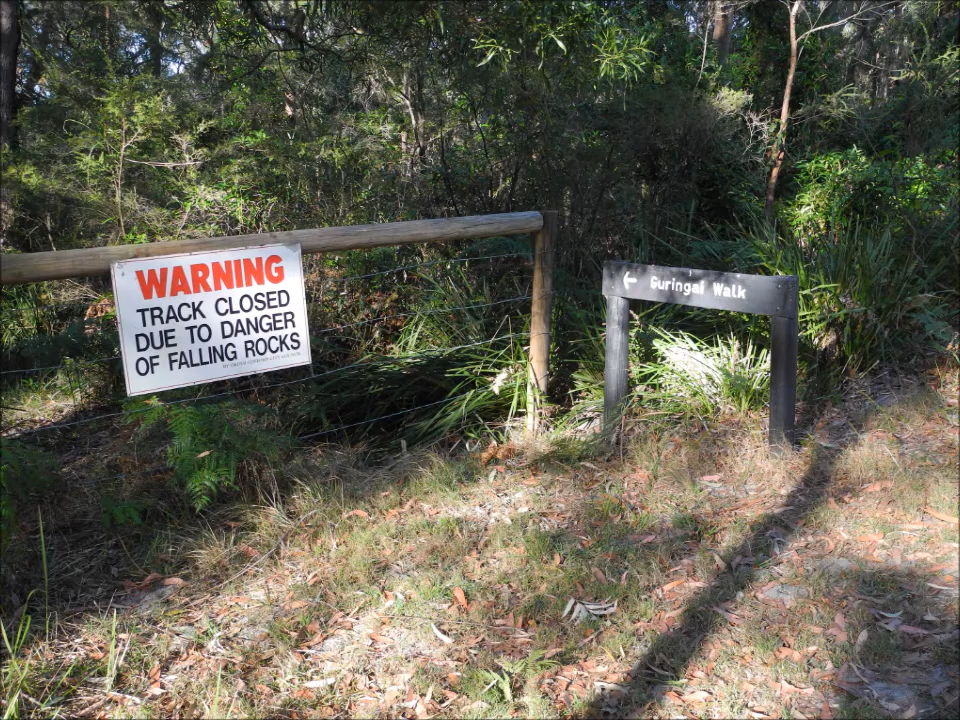 WARNING
TRACK CLOSED
DUE TO DANGER
OF FALLING ROCKS
← Guringai Walk